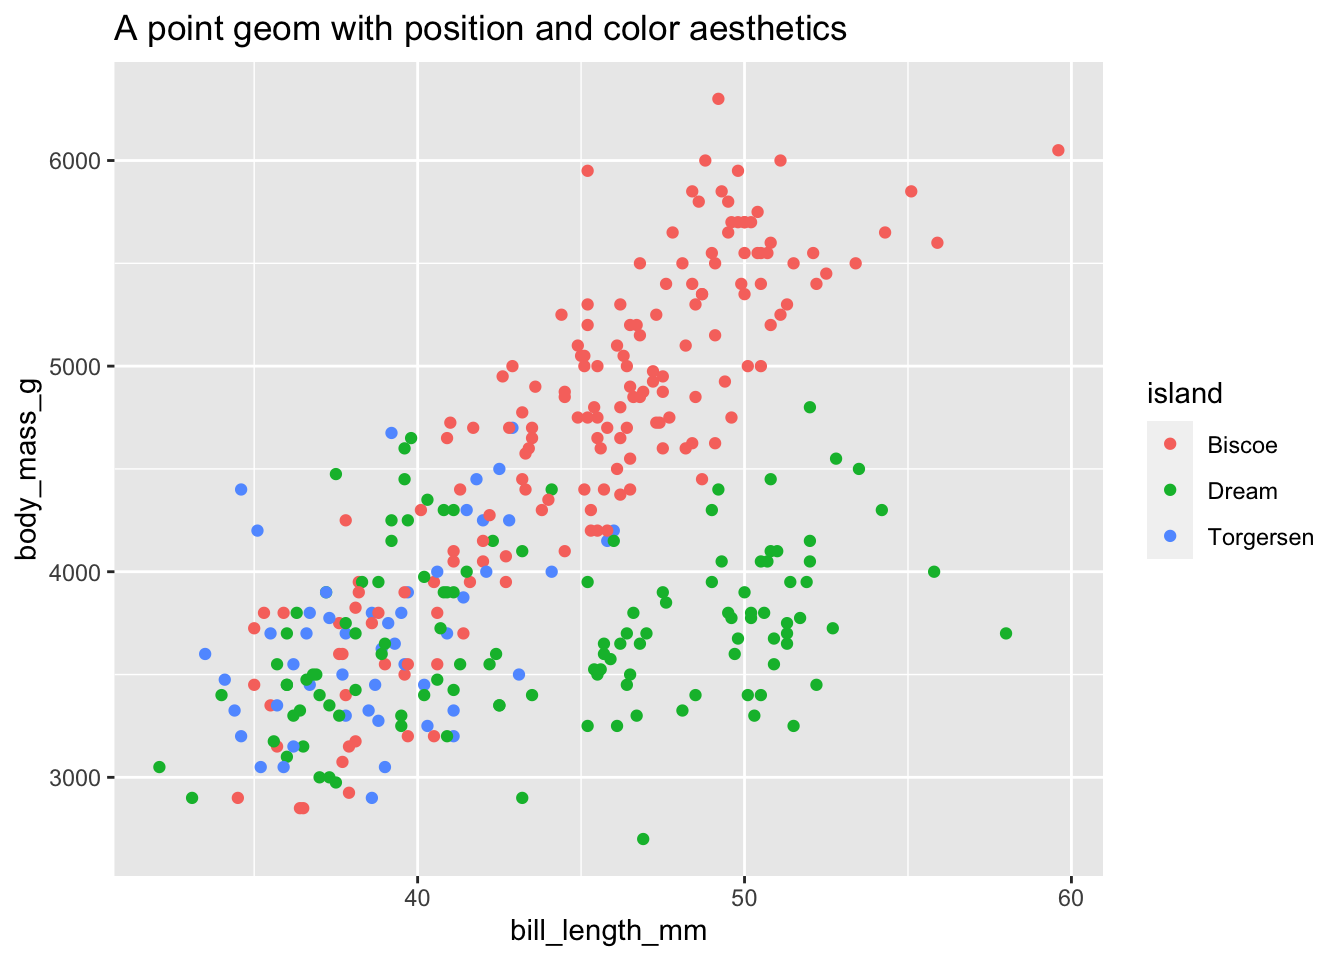 A point geom with position and color aesthetics
6000
5000
4000
3000
body_mass_g
40
50
60
bill_length_mm
island
Biscoe
Dream
Torgersen